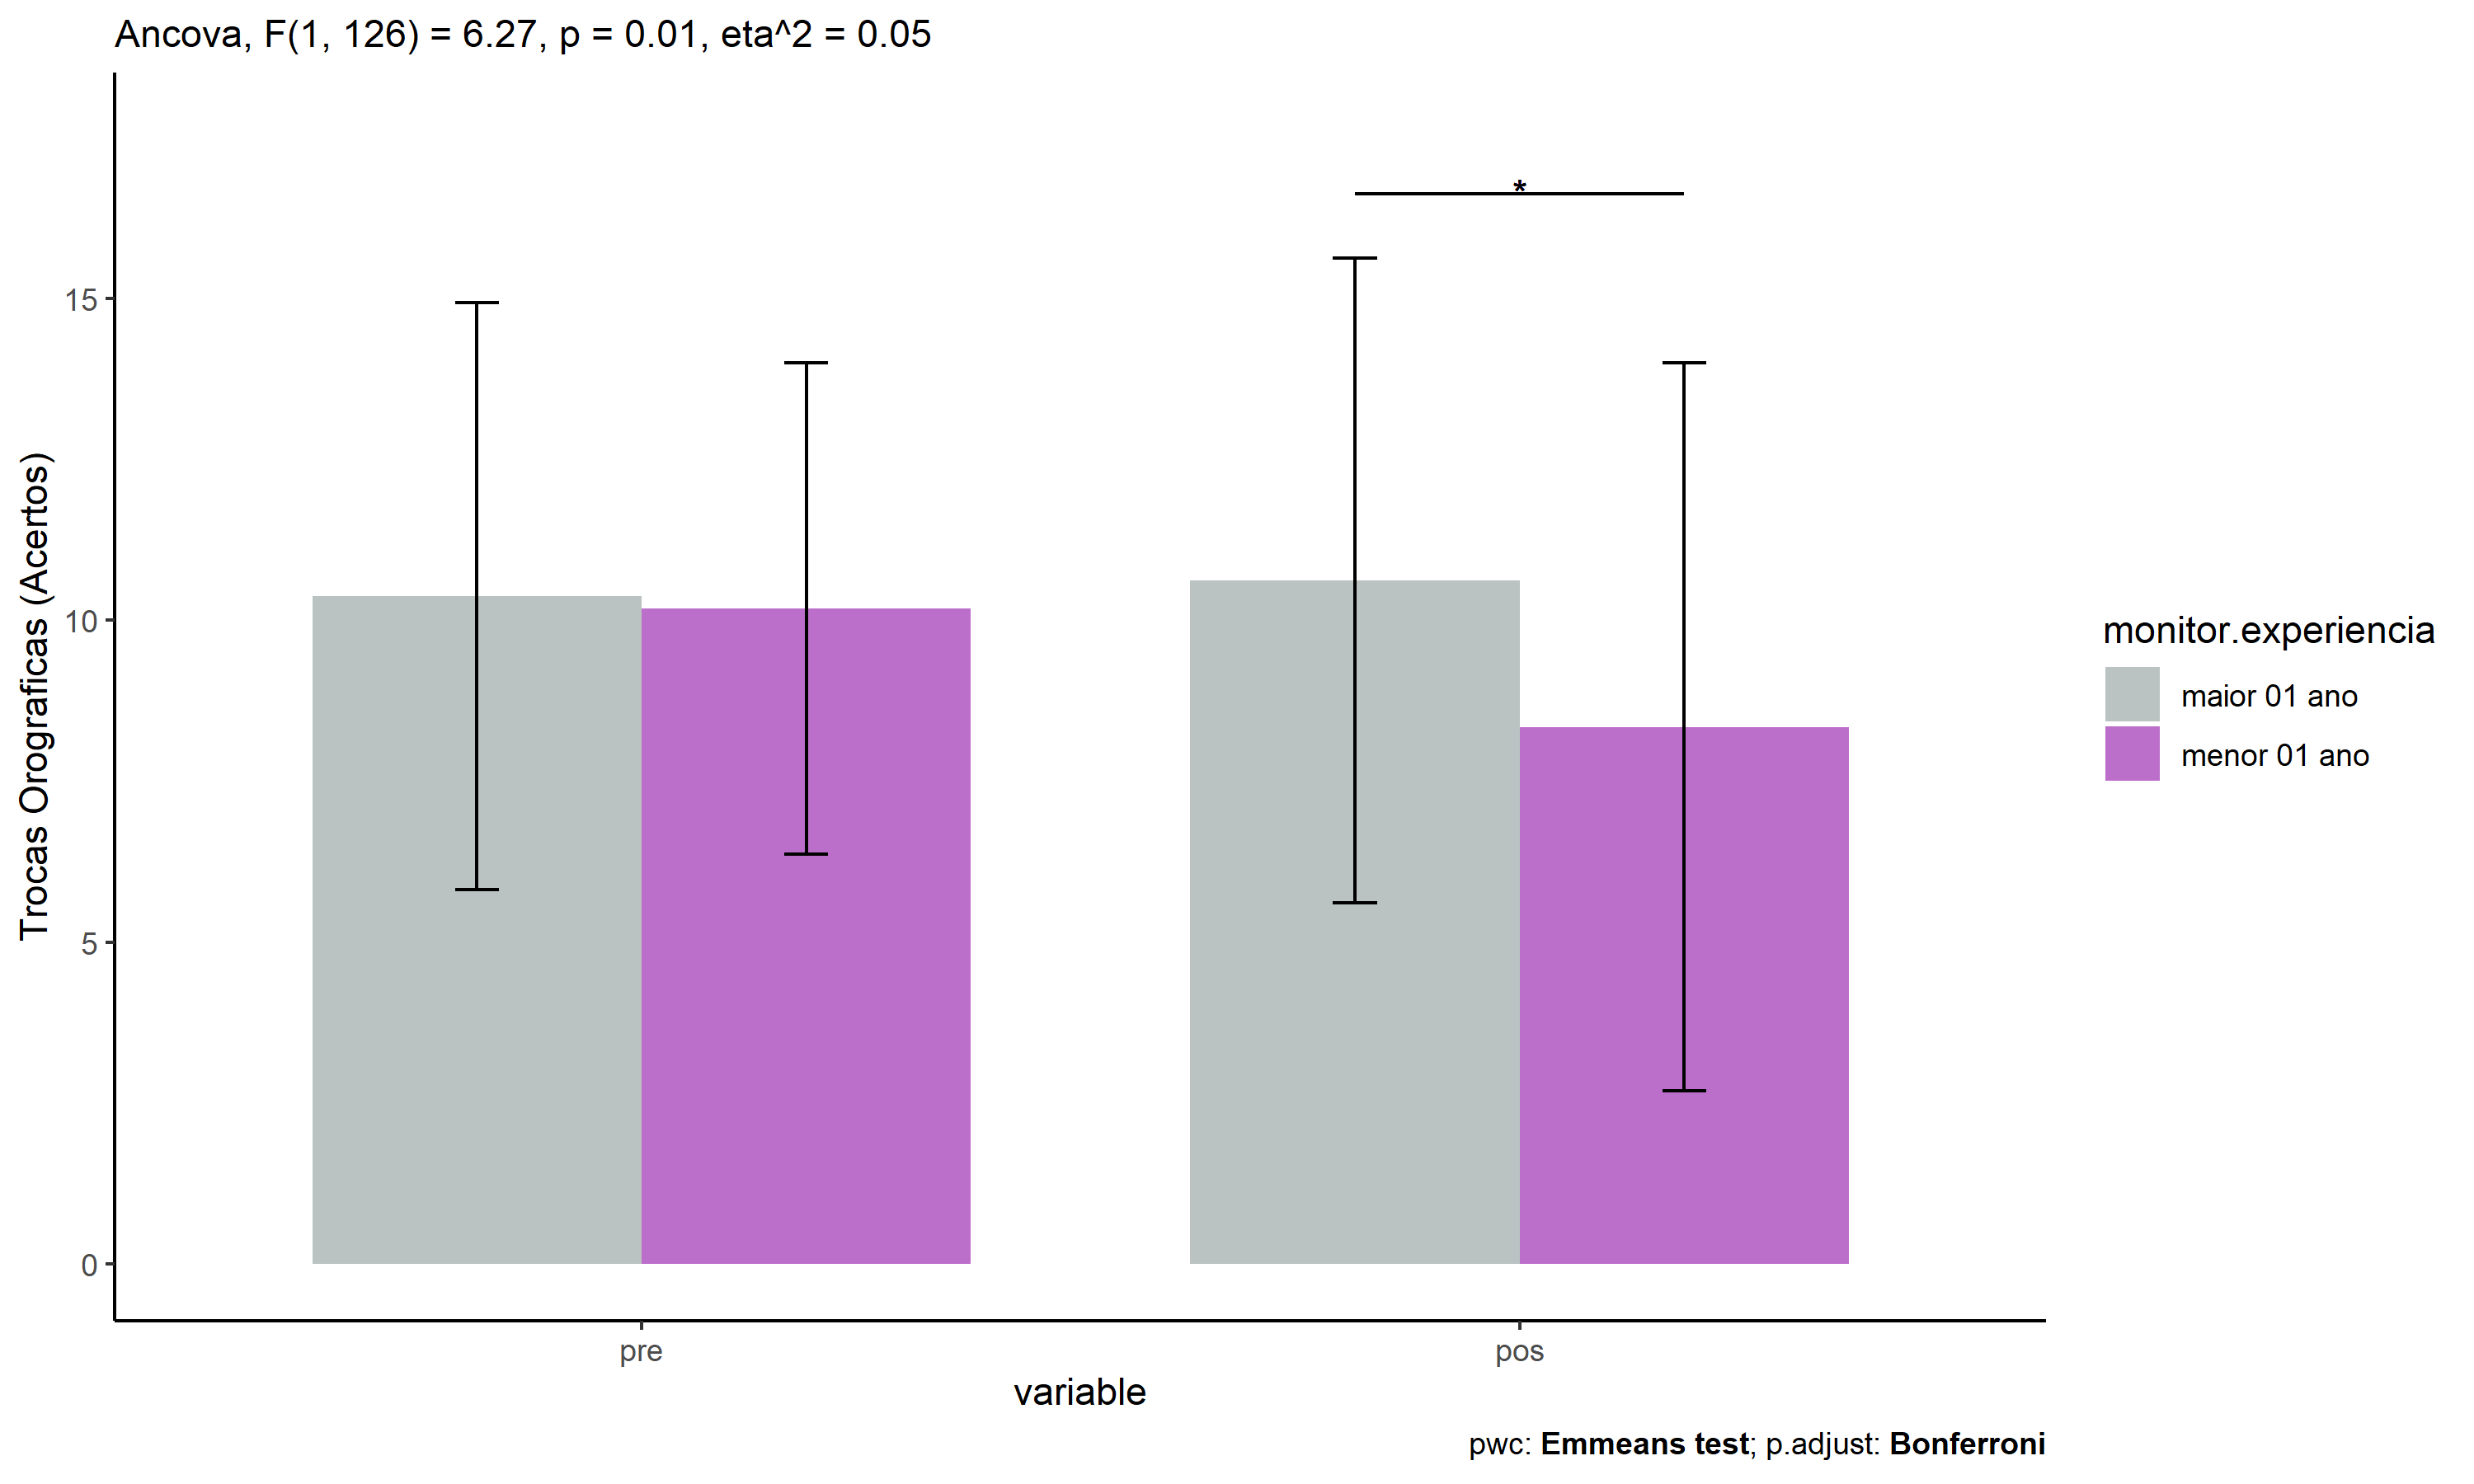 Ancova, F(1, 126) = 6.27, p = 0.01, eta^2 = 0.05
*
15
10
5
0
Trocas Orograficas (Acertos)
pre
pos
variable
monitor.experiencia
maior 01 ano
menor 01 ano
pwc: Emmeans test; p.adjust: Bonferroni